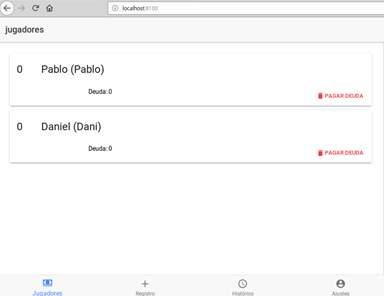 localhost:8100
jugadores
0 Pablo (Pablo)
Deuda: 0
PAGAR DEUDA
0 Daniel (Dani)
Deuda: 0
PAGAR DEUDA
Jugadores Registro Histórico Ajustes